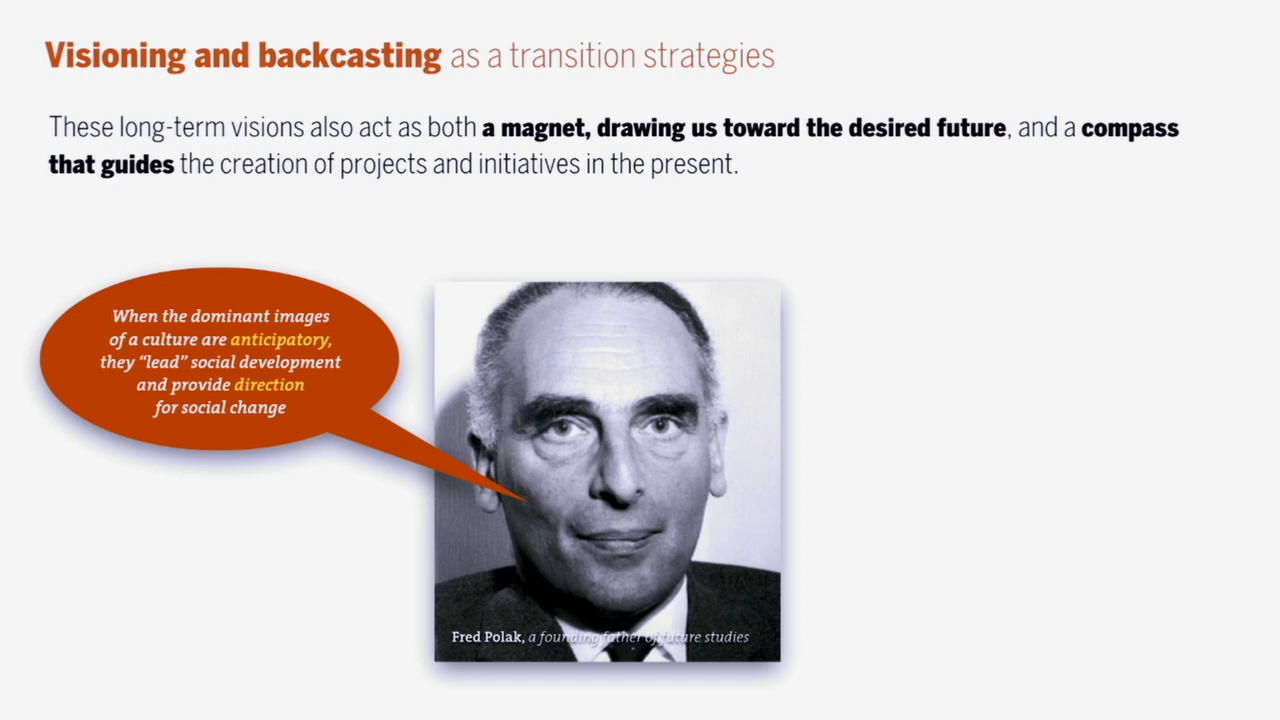 Visioning and backcasting as a transition strategies
These long-term visions also act as both a magnet, drawing us toward the desired future, and a compass
that guides the creation of projects and initiatives in the present.
When the dominant images
of a culture are anticipatory,
they “lead” social development
and provide direction
for social change
Fred Polak, a founding father of future studies